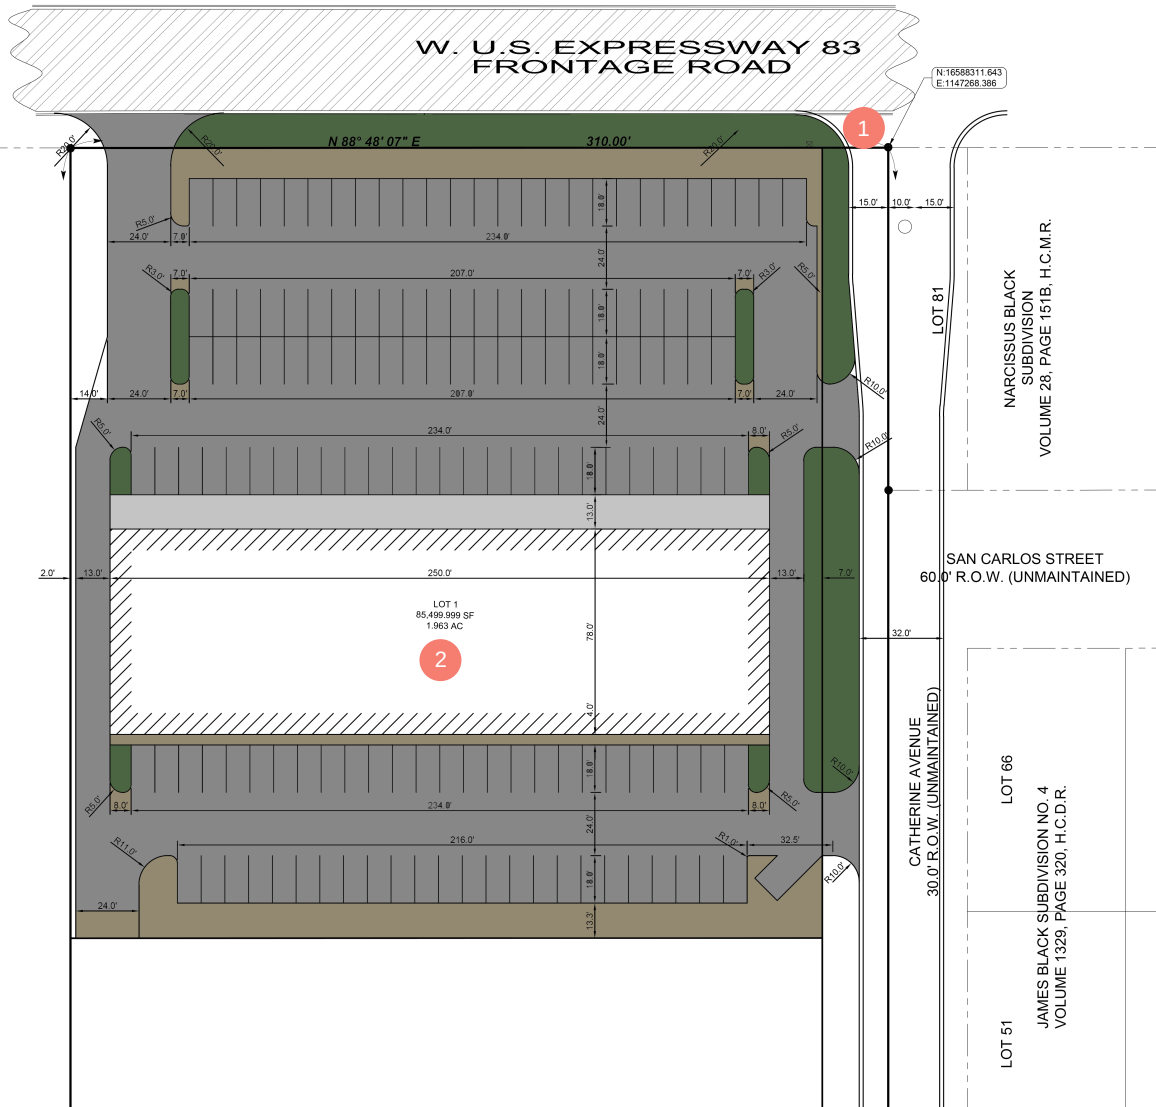 W. U.S. EXPRESSWAY 83
FRONTAGE ROAD
N:16588311.643
E:1147268.386
1
R20.0'
R20.0'
N 88° 48' 07" E
310.00'
R20.0'
15.0'
10.0'
15.0'
18.0'
R5.0'
24.0'
7.0'
234.0'
24.0'
R3.0'
7.0'
207.0'
7.0'
R3.0'
R5.0'
18.0'
18.0'
LOT 81
NARCISSUS BLACK
SUBDIVISION
VOLUME 28, PAGE 151B, H.C.M.R.
14.0'
24.0'
7.0'
207.0'
7.0'
24.0'
R10.0'
24.0'
R5.0'
234.0'
8.0'
R5.0'
R10.0'
18.0'
13.0'
SAN CARLOS STREET
60.0' R.O.W. (UNMAINTAINED)
2.0'
13.0'
250.0'
13.0'
7.0'
LOT 1
85,499.999 SF
1.963 AC
2
78.0'
32.0'
4.0'
CATHERINE AVENUE
30.0' R.O.W. (UNMAINTAINED)
LOT 66
JAMES BLACK SUBDIVISION NO. 4
VOLUME 1329, PAGE 320, H.C.D.R.
18.0'
R10.0'
R5.0'
8.0'
234.0'
8.0'
R5.0'
24.0'
R11.0'
216.0'
R1.0'
32.5'
18.0'
R10.0'
24.0'
13.3'
LOT 51